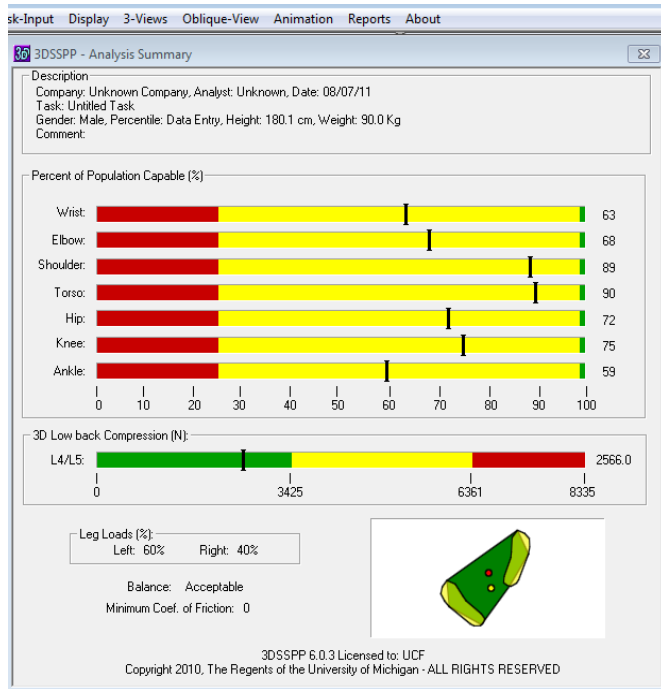 sk-Input Display 3-Views Oblique-View Animation Reports About
3D 3DSSPP - Analysis Summary
Description
Company: Unknown Company, Analyst: Unknown, Date: 08/07/11
Task: Untitled Task
Gender: Male, Percentile: Data Entry, Height: 180.1 cm, Weight: 90.0 Kg
Comment:
Percent of Population Capable (%)
Wrist: 63
Elbow: 68
Shoulder: 89
Torso: 90
Hip: 72
Knee: 75
Ankle: 59
0 10 20 30 40 50 60 70 80 90 100
3D Low back Compression (N):
L4/L5: 2566.0
0 3425 6361 8335
Leg Loads (%):
Left: 60% Right: 40%
Balance: Acceptable
Minimum Coef. of Friction: 0
3DSSPP 6.0.3 Licensed to: UCF
Copyright 2010, The Regents of the University of Michigan - ALL RIGHTS RESERVED